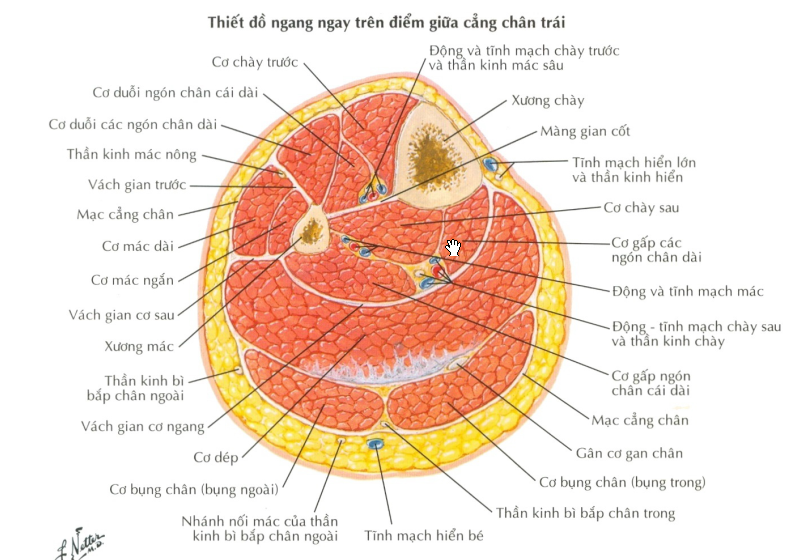 Thiết đồ ngang ngay trên điểm giữa cẳng chân trái
Cơ chày trước
Cơ duỗi ngón chân cái dài
Cơ duỗi các ngón chân dài
Thần kinh mác nông
Vách gian trước
Mạc cẳng chân
Cơ mác dài
Cơ mác ngắn
Vách gian cơ sau
Xương mác
Thần kinh bì
bắp chân ngoài
Vách gian cơ ngang
Cơ dép
Cơ bụng chân (bụng ngoài)
Nhánh nối mác của thần
kinh bì bắp chân ngoài
Động và tĩnh mạch chày trước
và thần kinh mác sâu
Xương chày
Màng gian cốt
Tĩnh mạch hiển lớn
và thần kinh hiển
Cơ chày sau
Cơ gấp các
ngón chân dài
Động và tĩnh mạch mác
Động - tĩnh mạch chày sau
và thần kinh chày
Cơ gấp ngón
chân cái dài
Mạc cẳng chân
Gân cơ gan chân
Cơ bụng chân (bụng trong)
Thần kinh bì bắp chân trong
Tĩnh mạch hiển bé
F. Netter
M.D.